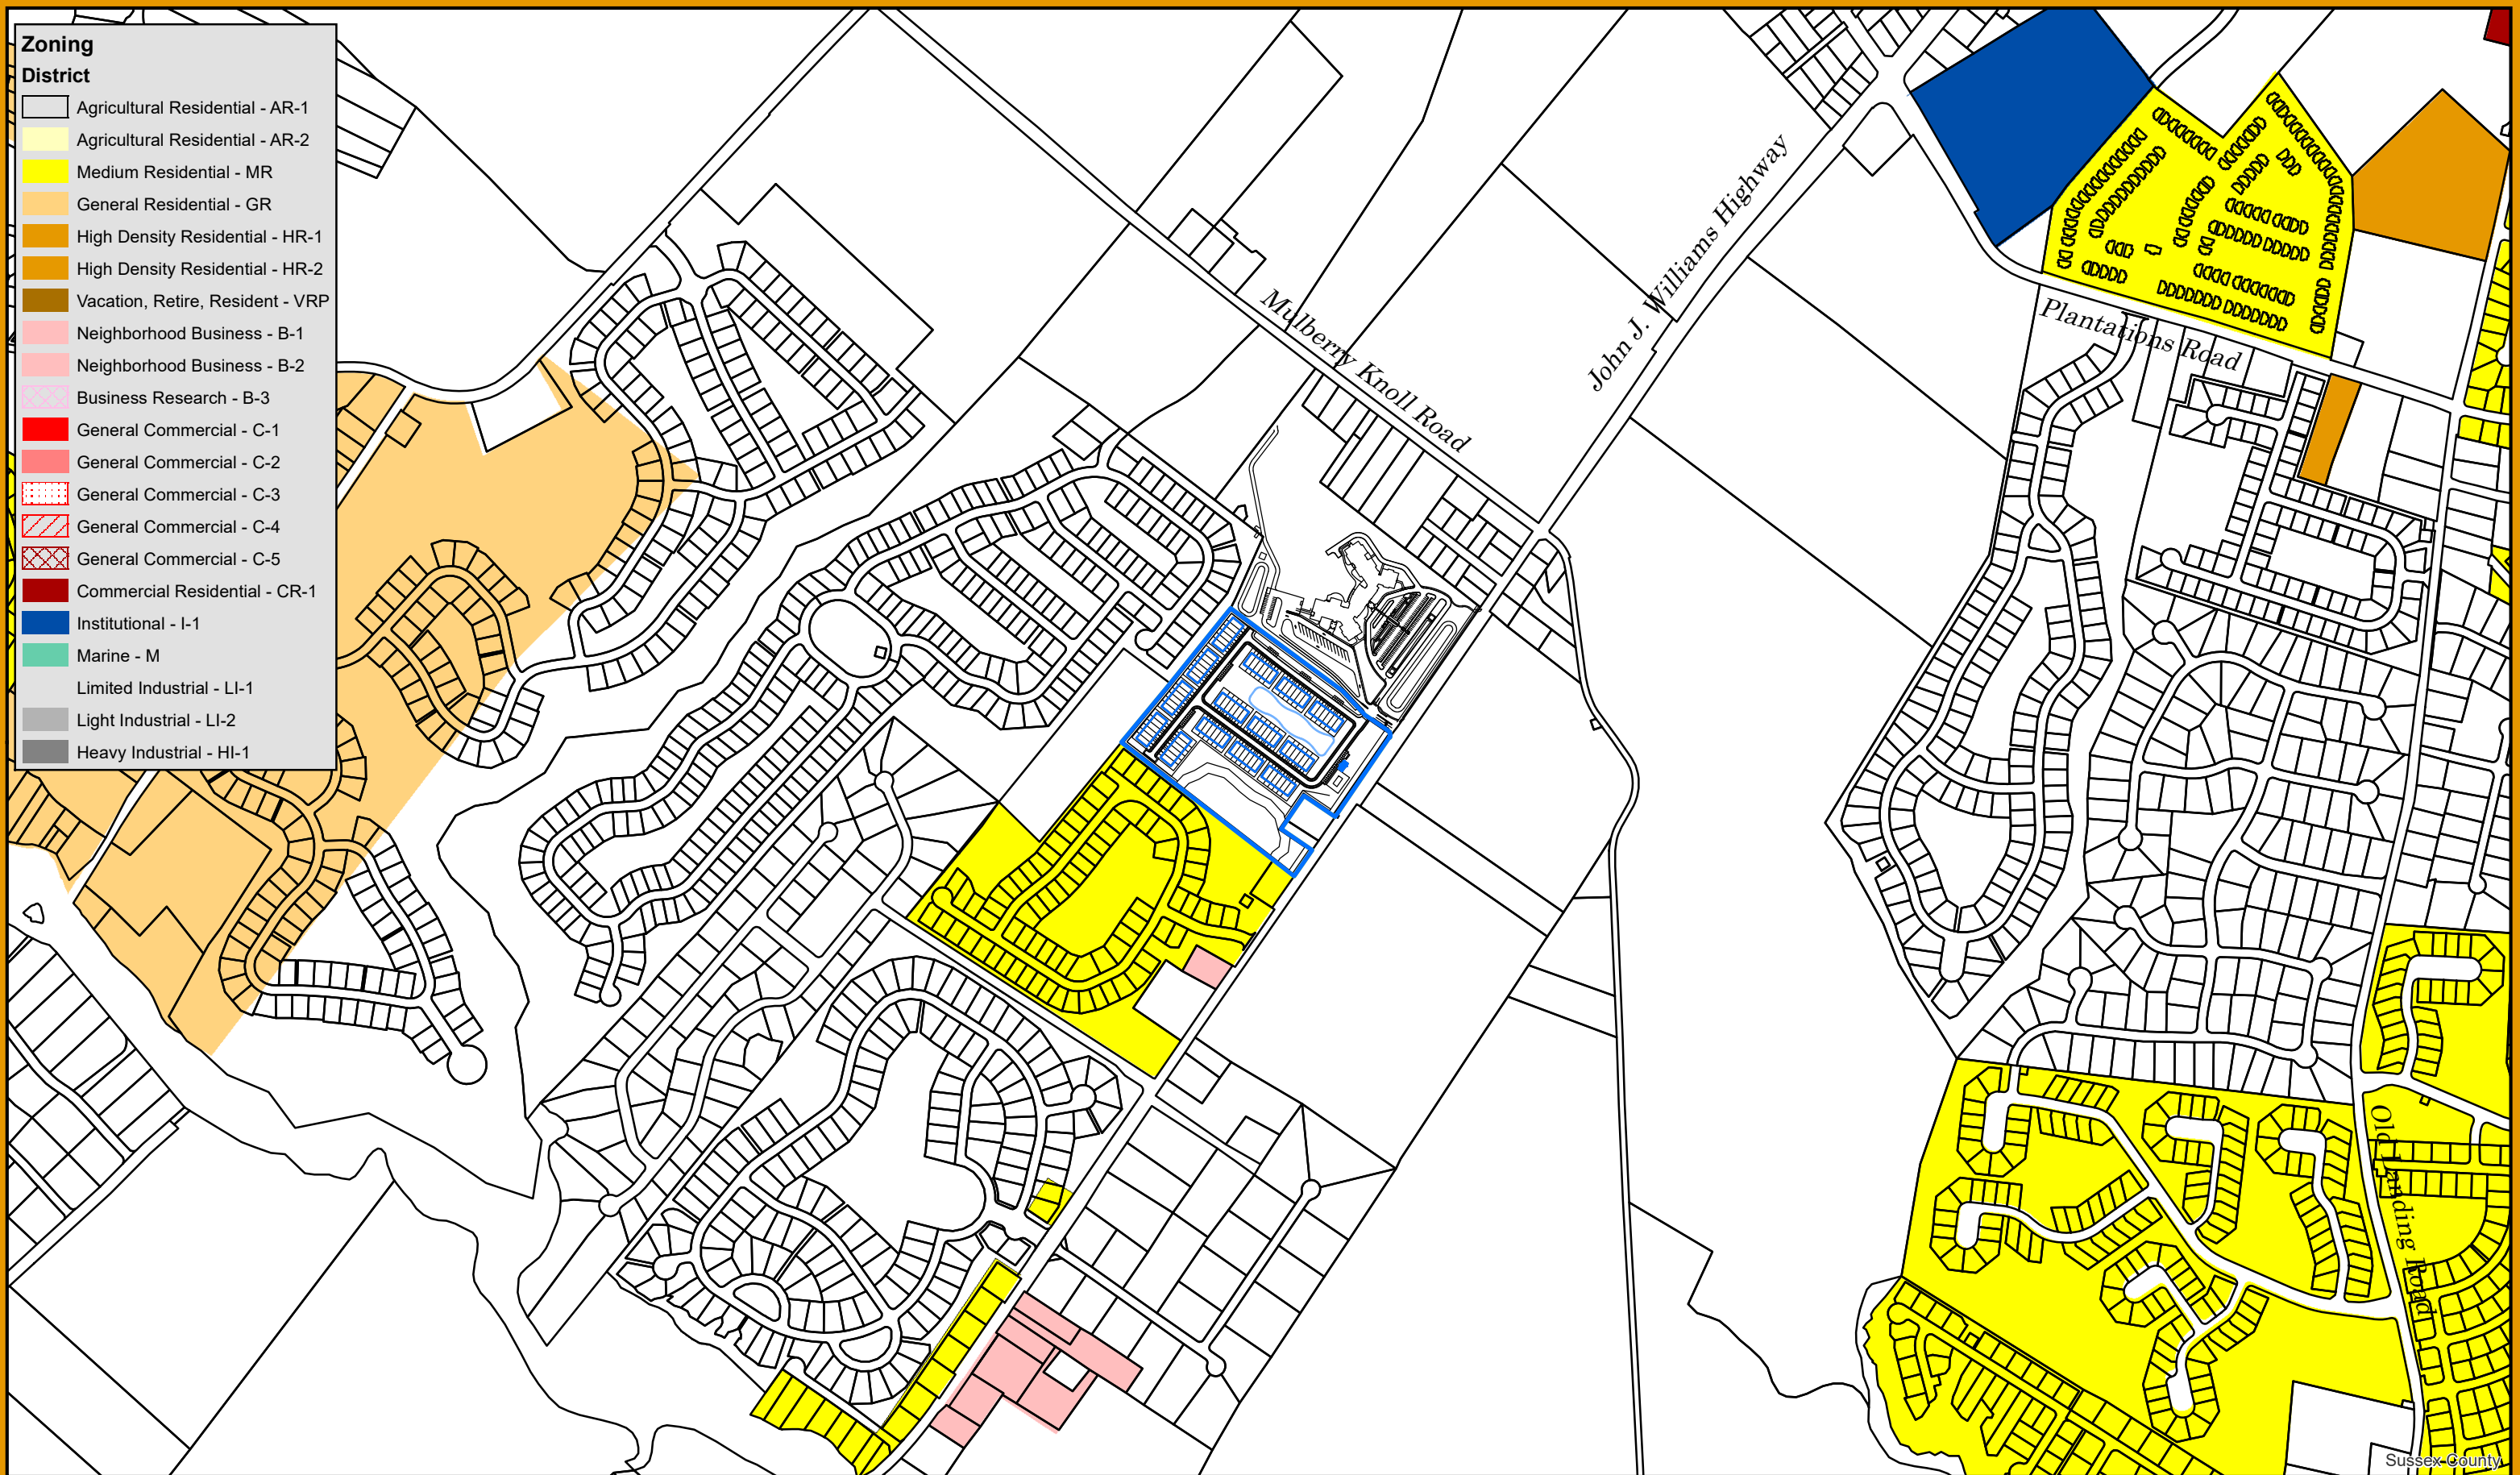 Zoning
District
Agricultural Residential - AR-1
Agricultural Residential - AR-2
Medium Residential - MR
General Residential - GR
High Density Residential - HR-1
High Density Residential - HR-2
Vacation, Retire, Resident - VRP
Neighborhood Business - B-1
Neighborhood Business - B-2
Business Research - B-3
General Commercial - C-1
General Commercial - C-2
General Commercial - C-3
General Commercial - C-4
General Commercial - C-5
Commercial Residential - CR-1
Institutional - I-1
Marine - M
Limited Industrial - LI-1
Light Industrial - LI-2
Heavy Industrial - HI-1
Mulberry Knoll Road
John J. Williams Highway
Plantations Road
Old Landing Road
Sussex County